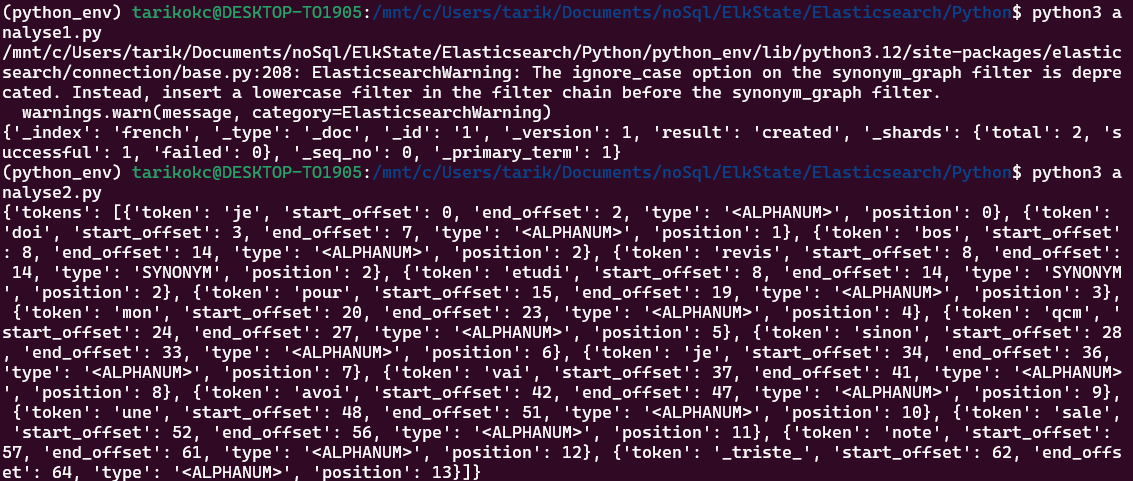 (python_env) tarikokc@DESKTOP-TO1905:/mnt/c/Users/tarik/Documents/noSql/ElkState/Elasticsearch/Python$ python3 a
nalyse1.py
/mnt/c/Users/tarik/Documents/noSql/ElkState/Elasticsearch/Python/python_env/lib/python3.12/site-packages/elastic
search/connection/base.py:208: ElasticsearchWarning: The ignore_case option on the synonym_graph filter is depre
cated. Instead, insert a lowercase filter in the filter chain before the synonym_graph filter.
  warnings.warn(message, category=ElasticsearchWarning)
{'_index': 'french', '_type': '_doc', '_id': '1', '_version': 1, 'result': 'created', '_shards': {'total': 2, 's
uccessful': 1, 'failed': 0}, '_seq_no': 0, '_primary_term': 1}
(python_env) tarikokc@DESKTOP-TO1905:/mnt/c/Users/tarik/Documents/noSql/ElkState/Elasticsearch/Python$ python3 a
nalyse2.py
{'tokens': [{'token': 'je', 'start_offset': 0, 'end_offset': 2, 'type': '<ALPHANUM>', 'position': 0}, {'token':
'doi', 'start_offset': 3, 'end_offset': 7, 'type': '<ALPHANUM>', 'position': 1}, {'token': 'bos', 'start_offset'
: 8, 'end_offset': 14, 'type': '<ALPHANUM>', 'position': 2}, {'token': 'revis', 'start_offset': 8, 'end_offset':
 14, 'type': 'SYNONYM', 'position': 2}, {'token': 'etudi', 'start_offset': 8, 'end_offset': 14, 'type': 'SYNONYM
', 'position': 2}, {'token': 'pour', 'start_offset': 15, 'end_offset': 19, 'type': '<ALPHANUM>', 'position': 3},
 {'token': 'mon', 'start_offset': 20, 'end_offset': 23, 'type': '<ALPHANUM>', 'position': 4}, {'token': 'qcm', '
start_offset': 24, 'end_offset': 27, 'type': '<ALPHANUM>', 'position': 5}, {'token': 'sinon', 'start_offset': 28
, 'end_offset': 33, 'type': '<ALPHANUM>', 'position': 6}, {'token': 'je', 'start_offset': 34, 'end_offset': 36,
'type': '<ALPHANUM>', 'position': 7}, {'token': 'vai', 'start_offset': 37, 'end_offset': 41, 'type': '<ALPHANUM>
', 'position': 8}, {'token': 'avoi', 'start_offset': 42, 'end_offset': 47, 'type': '<ALPHANUM>', 'position': 9},
 {'token': 'une', 'start_offset': 48, 'end_offset': 51, 'type': '<ALPHANUM>', 'position': 10}, {'token': 'sale',
 'start_offset': 52, 'end_offset': 56, 'type': '<ALPHANUM>', 'position': 11}, {'token': 'note', 'start_offset':
57, 'end_offset': 61, 'type': '<ALPHANUM>', 'position': 12}, {'token': '_triste_', 'start_offset': 62, 'end_offs
et': 64, 'type': '<ALPHANUM>', 'position': 13}]}